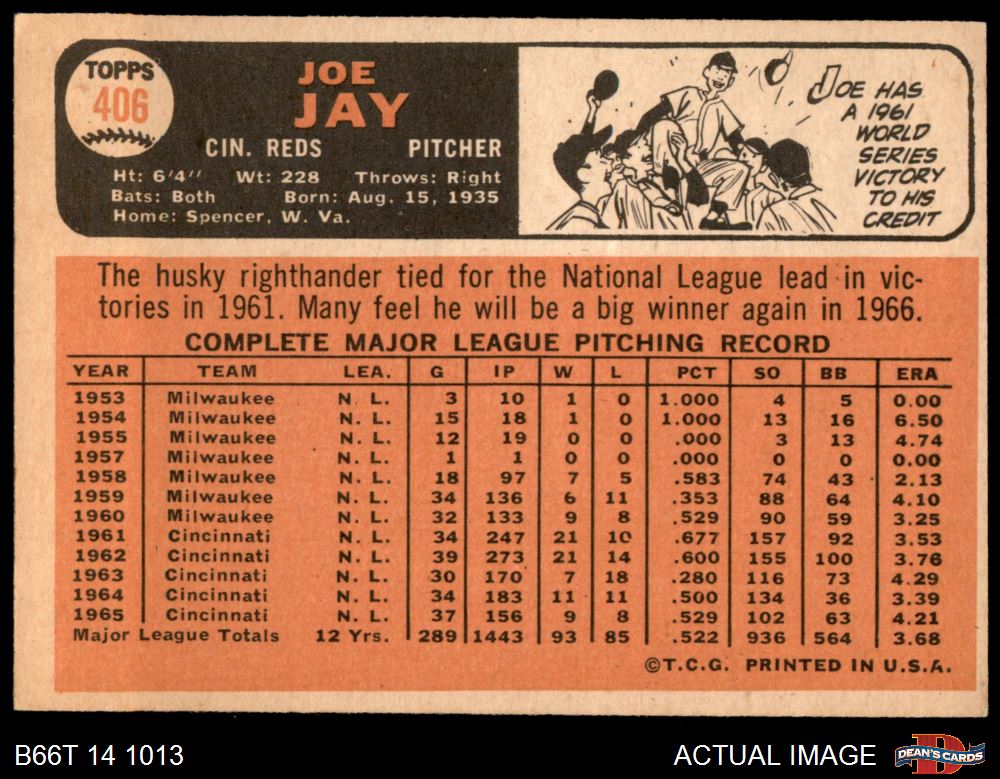 TOPPS
406
JOE
JAY
CIN. REDS PITCHER
Ht: 6'4" Wt: 228 Throws: Right
Bats: Both Born: Aug. 15, 1935
Home: Spencer, W. Va.
JOE HAS
A 1961
WORLD
SERIES
VICTORY
TO HIS
CREDIT
The husky righthander tied for the National League lead in vic-
tories in 1961. Many feel he will be a big winner again in 1966.
COMPLETE MAJOR LEAGUE PITCHING RECORD
YEAR TEAM LEA. G IP W L PCT SO BB ERA
1953 Milwaukee N. L. 3 10 1 0 1.000 4 5 0.00
1954 Milwaukee N. L. 15 18 1 0 1.000 13 16 6.50
1955 Milwaukee N. L. 12 19 0 0 .000 3 13 4.74
1957 Milwaukee N. L. 1 1 0 0 .000 0 0 0.00
1958 Milwaukee N. L. 18 97 7 5 .583 74 43 2.13
1959 Milwaukee N. L. 34 136 6 11 .353 88 64 4.10
1960 Milwaukee N. L. 32 133 9 8 .529 90 59 3.25
1961 Cincinnati N. L. 34 247 21 10 .677 157 92 3.53
1962 Cincinnati N. L. 39 273 21 14 .600 155 100 3.76
1963 Cincinnati N. L. 30 170 7 18 .280 116 73 4.29
1964 Cincinnati N. L. 34 183 11 11 .500 134 36 3.39
1965 Cincinnati N. L. 37 156 9 8 .529 102 63 4.21
Major League Totals 12 Yrs. 289 1443 93 85 .522 936 564 3.68
©T.C.G. PRINTED IN U.S.A.
B66T 14 1013 ACTUAL IMAGE DEAN'S CARDS